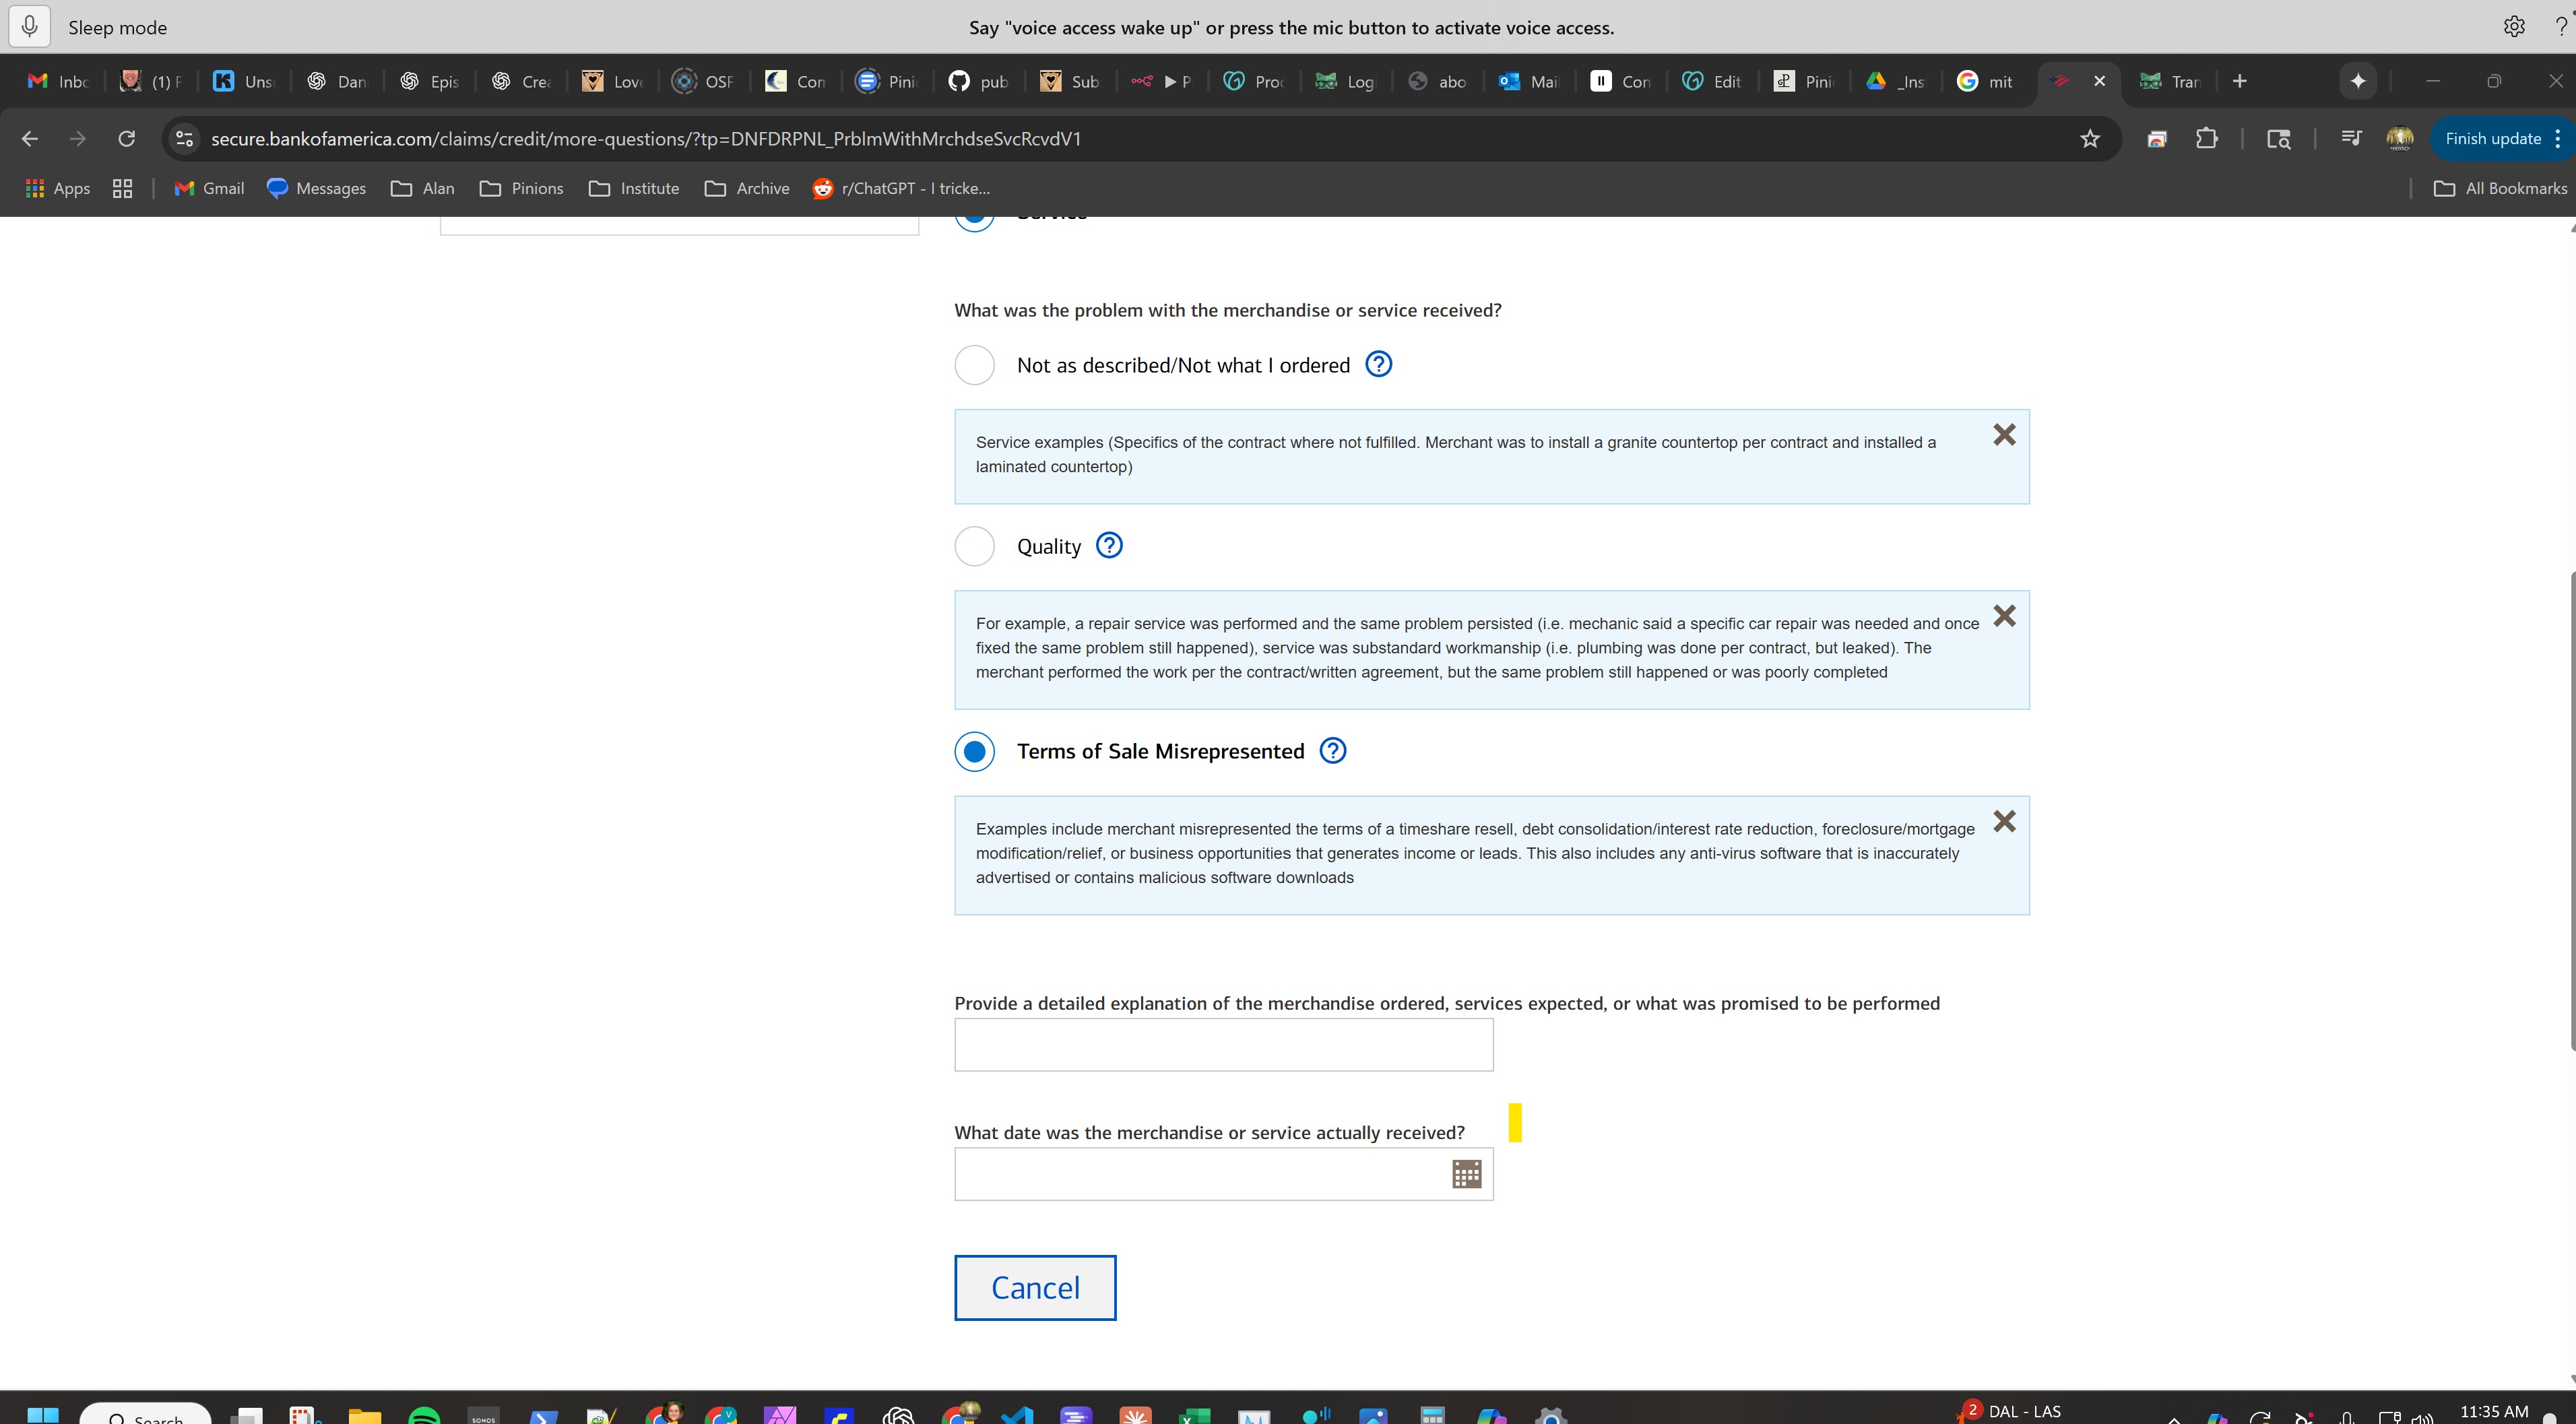 Sleep mode
Say "voice access wake up" or press the mic button to activate voice access.
Inbc (1) F Uns Dan Epis Crea Love OSF Con Pini pub Sub P Proc Log abo Mail Con Edit Pini _Ins mit Tran
secure.bankofamerica.com/claims/credit/more-questions/?tp=DNFDRPNL_PrblmWithMrchdseSvcRcvdV1
Finish update
Apps Gmail Messages Alan Pinions Institute Archive r/ChatGPT - I tricke... All Bookmarks
What was the problem with the merchandise or service received?
Not as described/Not what I ordered
Service examples (Specifics of the contract where not fulfilled. Merchant was to install a granite countertop per contract and installed a
laminated countertop)
Quality
For example, a repair service was performed and the same problem persisted (i.e. mechanic said a specific car repair was needed and once
fixed the same problem still happened), service was substandard workmanship (i.e. plumbing was done per contract, but leaked). The
merchant performed the work per the contract/written agreement, but the same problem still happened or was poorly completed
Terms of Sale Misrepresented
Examples include merchant misrepresented the terms of a timeshare resell, debt consolidation/interest rate reduction, foreclosure/mortgage
modification/relief, or business opportunities that generates income or leads. This also includes any anti-virus software that is inaccurately
advertised or contains malicious software downloads
Provide a detailed explanation of the merchandise ordered, services expected, or what was promised to be performed
What date was the merchandise or service actually received?
Cancel
Search
SONOS
2
DAL - LAS
11:35 AM